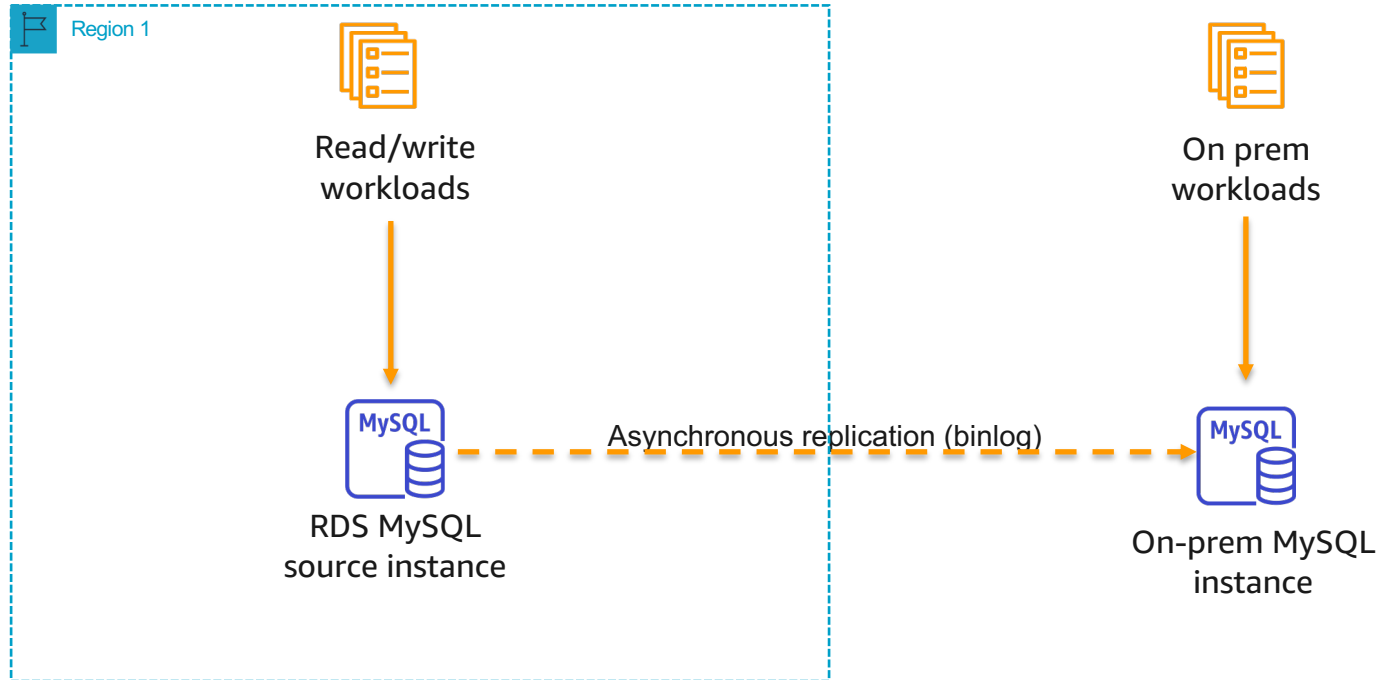 Region 1
Read/write
workloads
On prem
workloads
MySQL
Asynchronous replication (binlog)
MySQL
RDS MySQL
source instance
On-prem MySQL
instance